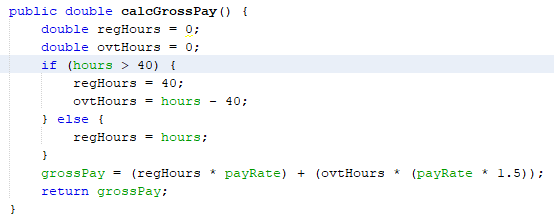 public double calcGrossPay() {
    double regHours = 0;
    double ovtHours = 0;
    if (hours > 40) {
        regHours = 40;
        ovtHours = hours - 40;
    } else {
        regHours = hours;
    }
    grossPay = (regHours * payRate) + (ovtHours * (payRate * 1.5));
    return grossPay;
}